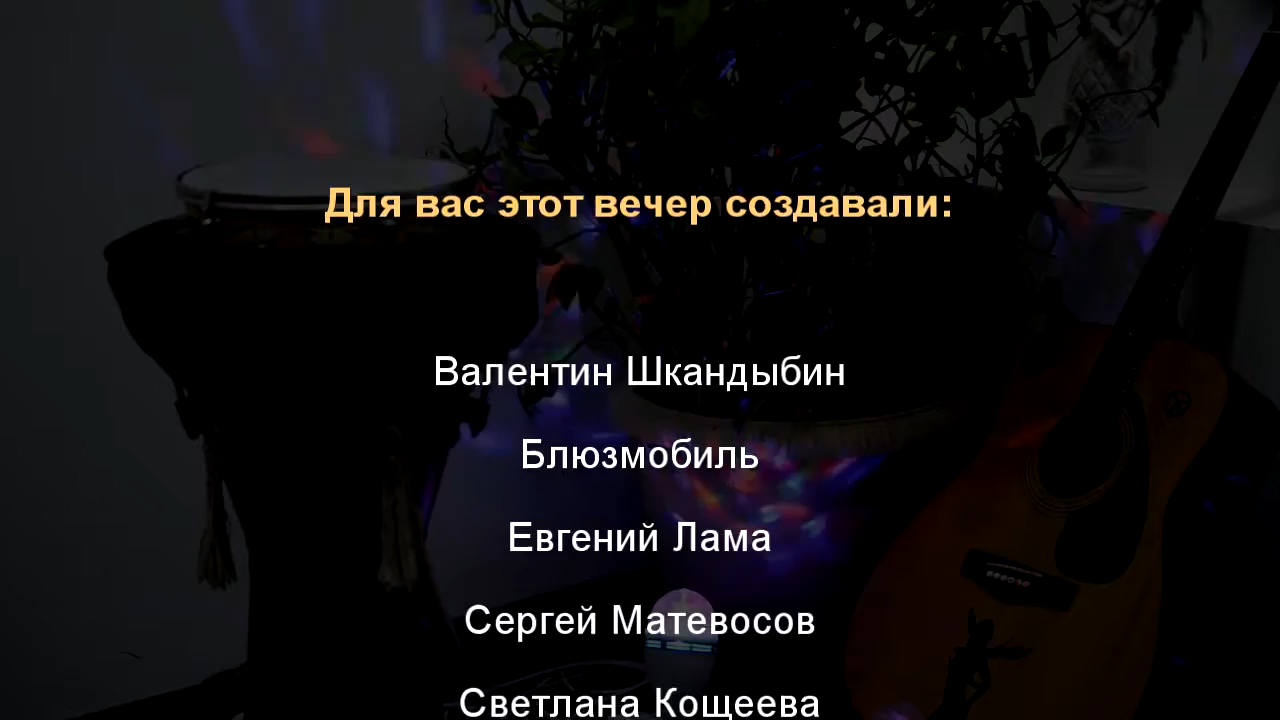 Для вас этот вечер создавали:
Валентин Шкандыбин
Блюзмобиль
Евгений Лама
Сергей Матевосов
Светлана Кощеева